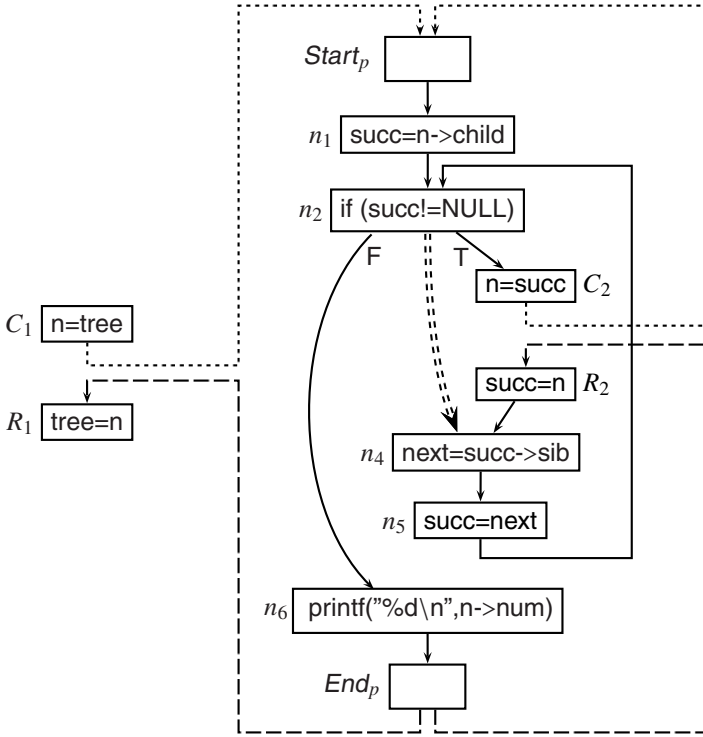 Start_p
n_1 succ=n->child
n_2 if (succ!=NULL)
F T
n=succ C_2
C_1 n=tree
succ=n R_2
R_1 tree=n
n_4 next=succ->sib
n_5 succ=next
n_6 printf("%d\n",n->num)
End_p